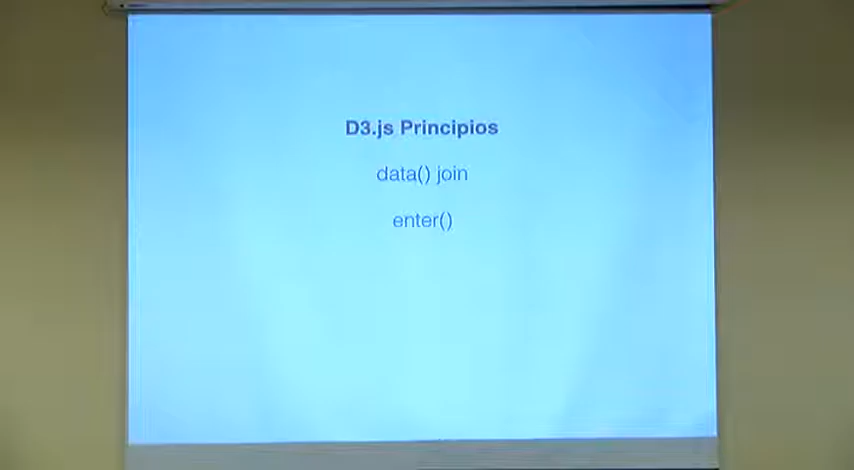 D3.js Principios
data() join
enter()